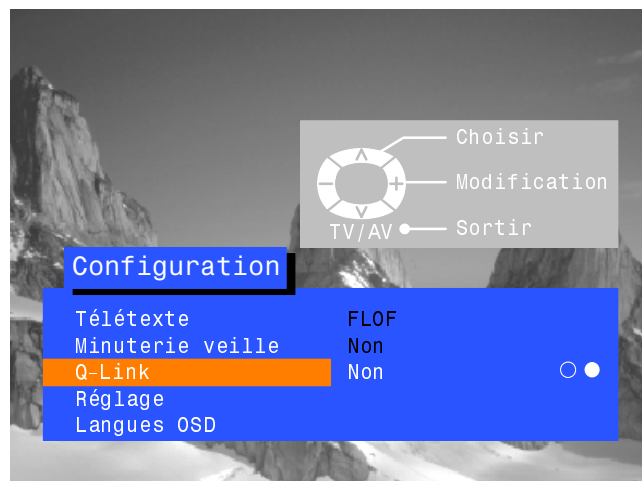 Choisir
Modification
TV/AV Sortir
Configuration
Télétexte FLOF
Minuterie veille Non
Q-Link Non
Réglage
Langues OSD